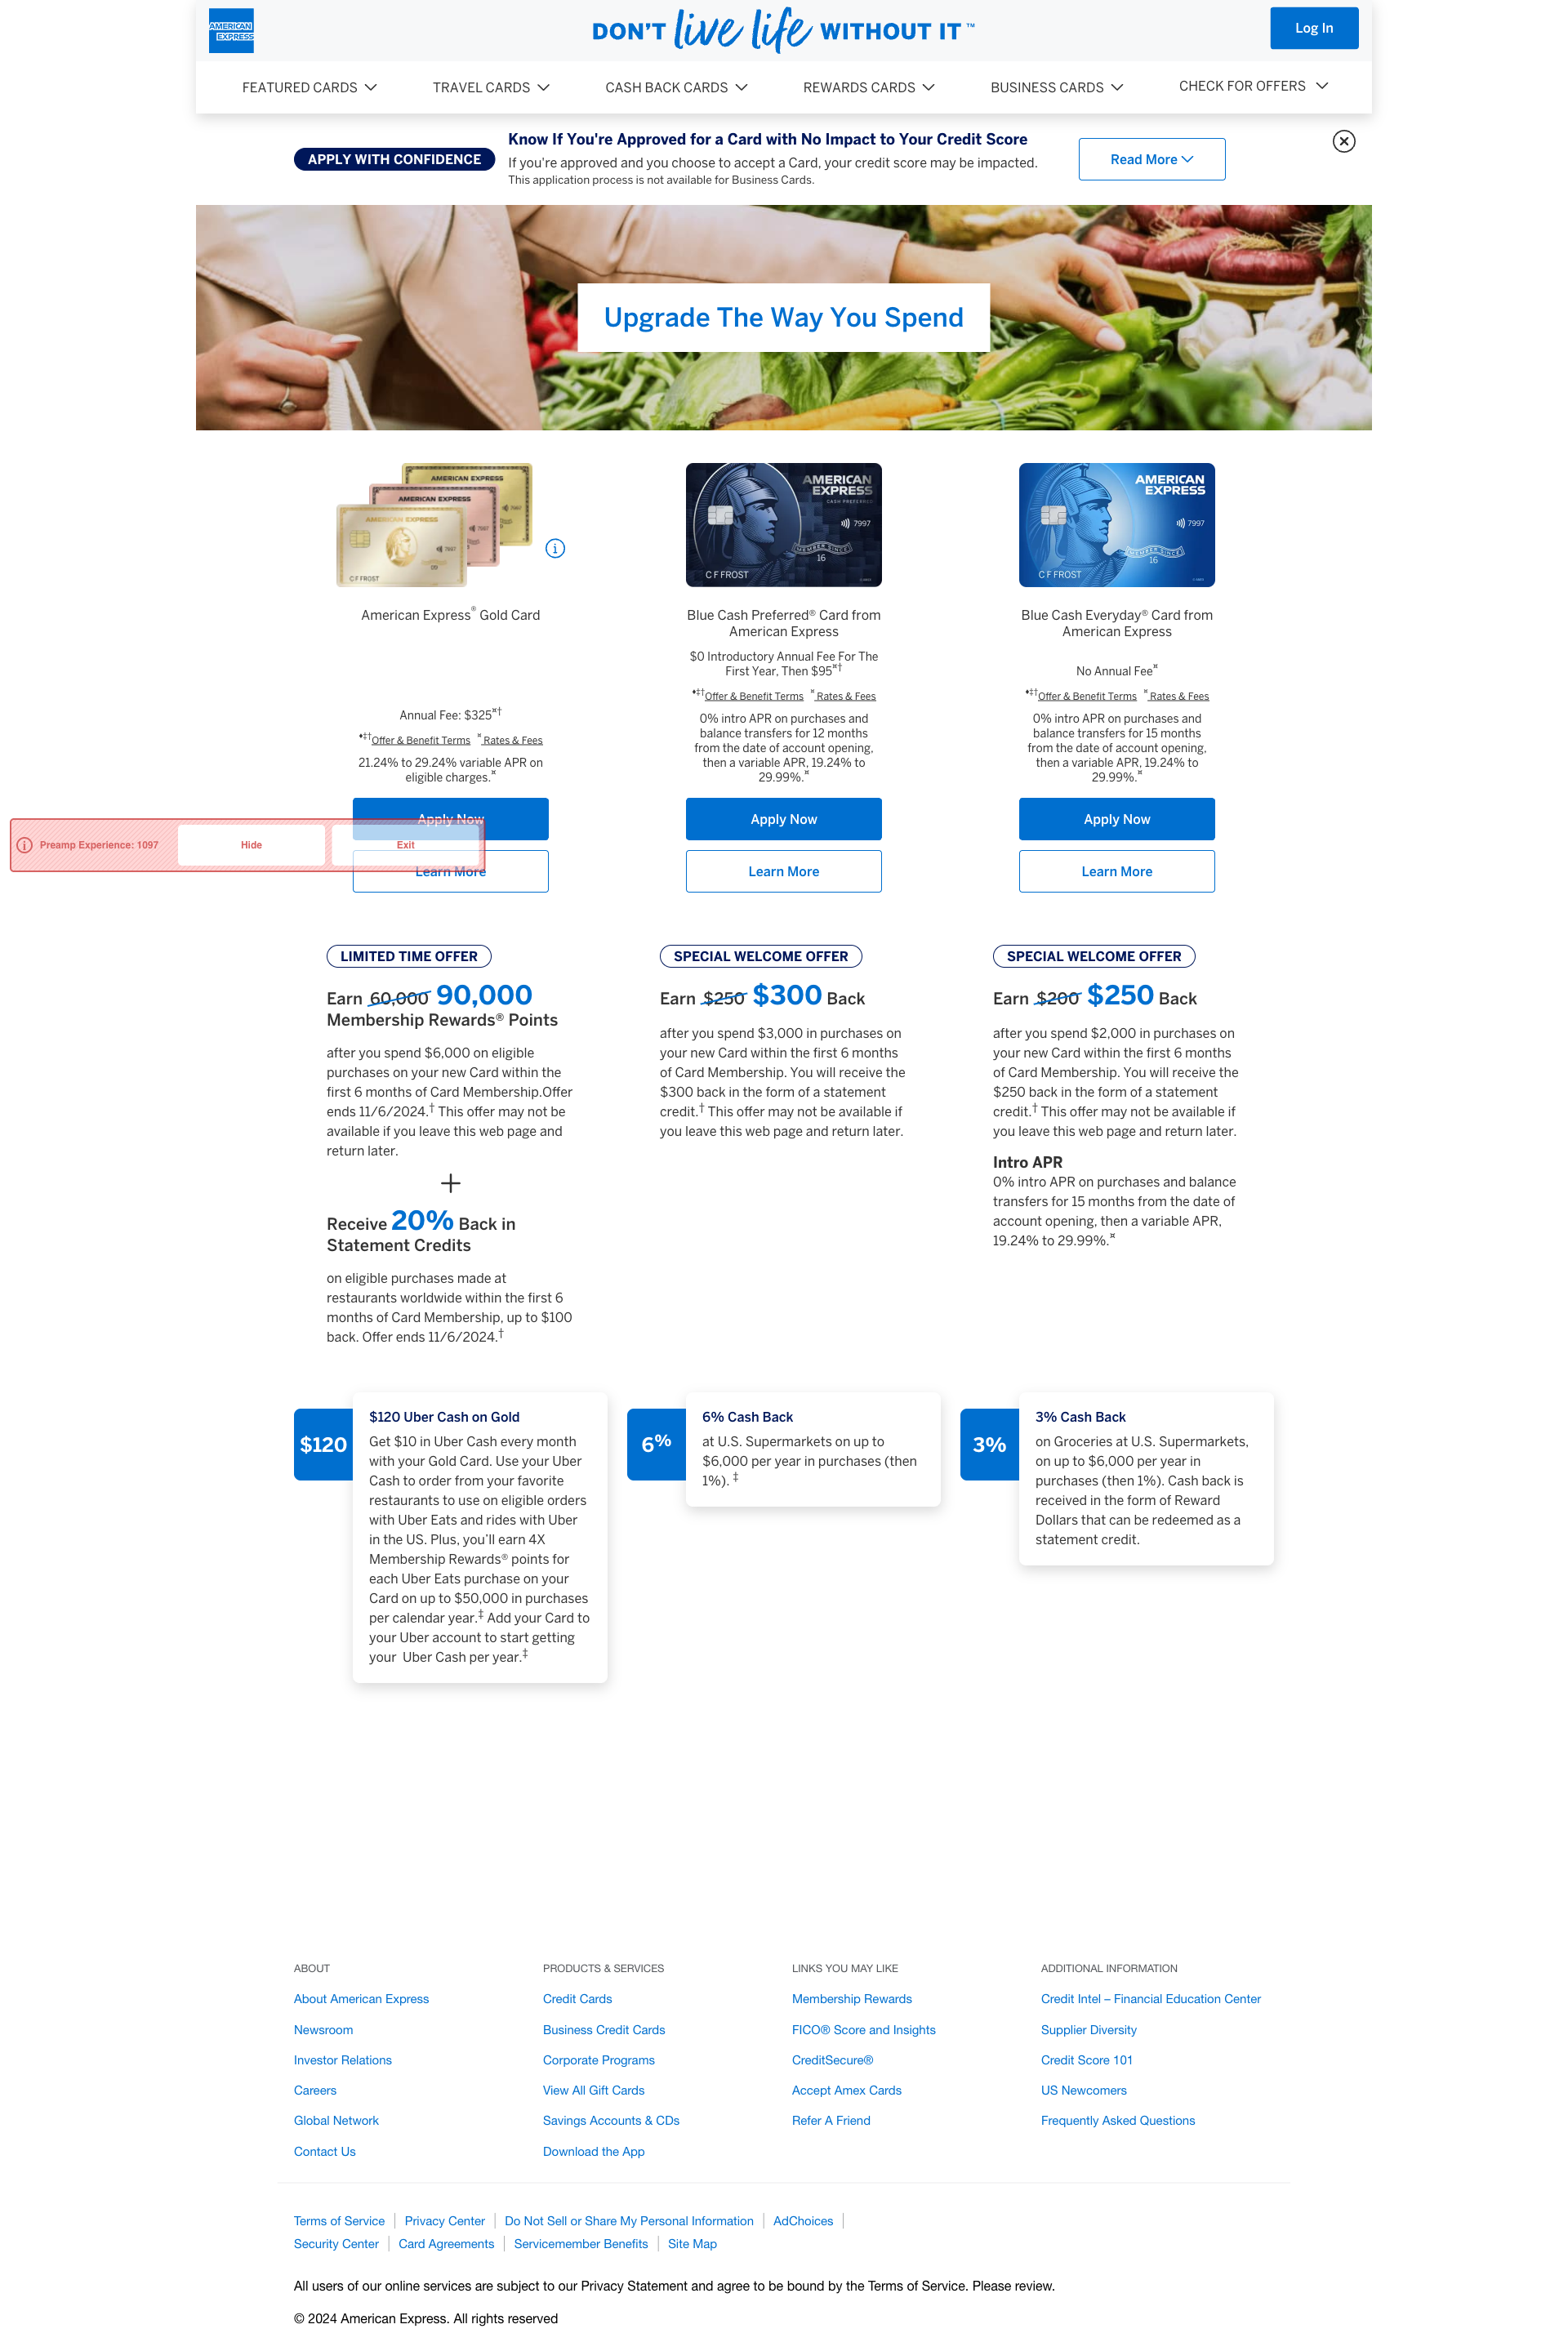 AMERICAN
EXPRESS
DON'T live life WITHOUT IT ™
Log In
FEATURED CARDS
TRAVEL CARDS
CASH BACK CARDS
REWARDS CARDS
BUSINESS CARDS
CHECK FOR OFFERS
APPLY WITH CONFIDENCE
Know If You're Approved for a Card with No Impact to Your Credit Score
If you're approved and you choose to accept a Card, your credit score may be impacted.
This application process is not available for Business Cards.
Read More
Upgrade The Way You Spend
AMERICAN EXPRESS
AMERICAN EXPRESS
AMERICAN EXPRESS
7997
7997
7997
C F FROST
American Express® Gold Card
Annual Fee: $325¤†
♦‡†Offer & Benefit Terms ¤ Rates & Fees
21.24% to 29.24% variable APR on
eligible charges.¤
Apply Now
Learn More
AMERICAN
EXPRESS
CASH PREFERRED
7997
MEMBER SINCE
16
C F FROST
Blue Cash Preferred® Card from
American Express
$0 Introductory Annual Fee For The
First Year, Then $95¤†
♦‡†Offer & Benefit Terms ¤ Rates & Fees
0% intro APR on purchases and
balance transfers for 12 months
from the date of account opening,
then a variable APR, 19.24% to
29.99%.¤
Apply Now
Learn More
AMERICAN
EXPRESS
7997
MEMBER SINCE
16
C F FROST
Blue Cash Everyday® Card from
American Express
No Annual Fee¤
♦‡†Offer & Benefit Terms ¤ Rates & Fees
0% intro APR on purchases and
balance transfers for 15 months
from the date of account opening,
then a variable APR, 19.24% to
29.99%.¤
Apply Now
Learn More
Preamp Experience: 1097
Hide
Exit
LIMITED TIME OFFER
Earn 60,000 90,000
Membership Rewards® Points
after you spend $6,000 on eligible
purchases on your new Card within the
first 6 months of Card Membership.Offer
ends 11/6/2024.† This offer may not be
available if you leave this web page and
return later.
+
Receive 20% Back in
Statement Credits
on eligible purchases made at
restaurants worldwide within the first 6
months of Card Membership, up to $100
back. Offer ends 11/6/2024.†
SPECIAL WELCOME OFFER
Earn $250 $300 Back
after you spend $3,000 in purchases on
your new Card within the first 6 months
of Card Membership. You will receive the
$300 back in the form of a statement
credit.† This offer may not be available if
you leave this web page and return later.
SPECIAL WELCOME OFFER
Earn $200 $250 Back
after you spend $2,000 in purchases on
your new Card within the first 6 months
of Card Membership. You will receive the
$250 back in the form of a statement
credit.† This offer may not be available if
you leave this web page and return later.
Intro APR
0% intro APR on purchases and balance
transfers for 15 months from the date of
account opening, then a variable APR,
19.24% to 29.99%.¤
$120
$120 Uber Cash on Gold
Get $10 in Uber Cash every month
with your Gold Card. Use your Uber
Cash to order from your favorite
restaurants to use on eligible orders
with Uber Eats and rides with Uber
in the US. Plus, you'll earn 4X
Membership Rewards® points for
each Uber Eats purchase on your
Card on up to $50,000 in purchases
per calendar year.‡ Add your Card to
your Uber account to start getting
your Uber Cash per year.‡
6%
6% Cash Back
at U.S. Supermarkets on up to
$6,000 per year in purchases (then
1%). ‡
3%
3% Cash Back
on Groceries at U.S. Supermarkets,
on up to $6,000 per year in
purchases (then 1%). Cash back is
received in the form of Reward
Dollars that can be redeemed as a
statement credit.
ABOUT
About American Express
Newsroom
Investor Relations
Careers
Global Network
Contact Us
PRODUCTS & SERVICES
Credit Cards
Business Credit Cards
Corporate Programs
View All Gift Cards
Savings Accounts & CDs
Download the App
LINKS YOU MAY LIKE
Membership Rewards
FICO® Score and Insights
CreditSecure®
Accept Amex Cards
Refer A Friend
ADDITIONAL INFORMATION
Credit Intel – Financial Education Center
Supplier Diversity
Credit Score 101
US Newcomers
Frequently Asked Questions
Terms of Service | Privacy Center | Do Not Sell or Share My Personal Information | AdChoices |
Security Center | Card Agreements | Servicemember Benefits | Site Map
All users of our online services are subject to our Privacy Statement and agree to be bound by the Terms of Service. Please review.
© 2024 American Express. All rights reserved